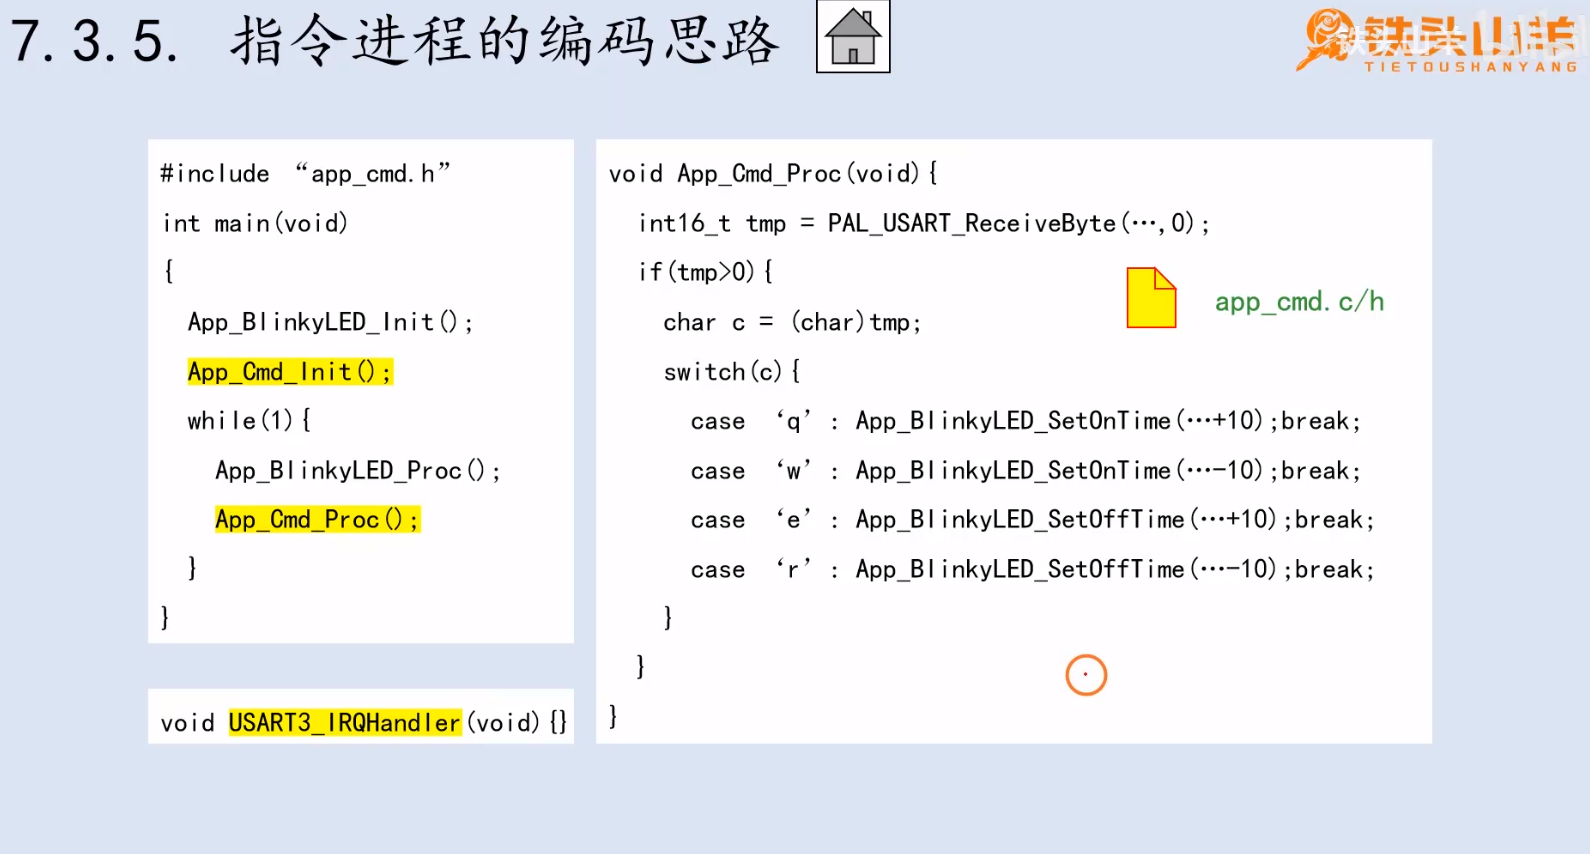 7.3.5. 指令进程的编码思路
铁头山羊
TIETOUSHANYANG
#include “app_cmd.h”
int main(void)
{
App_BlinkyLED_Init();
App_Cmd_Init();
while(1){
App_BlinkyLED_Proc();
App_Cmd_Proc();
}
}
void USART3_IRQHandler(void){}
void App_Cmd_Proc(void){
int16_t tmp = PAL_USART_ReceiveByte(…,0);
if(tmp>0){
char c = (char)tmp;
switch(c){
case ‘q’: App_BlinkyLED_SetOnTime(…+10);break;
case ‘w’: App_BlinkyLED_SetOnTime(…-10);break;
case ‘e’: App_BlinkyLED_SetOffTime(…+10);break;
case ‘r’: App_BlinkyLED_SetOffTime(…-10);break;
}
}
}
app_cmd.c/h